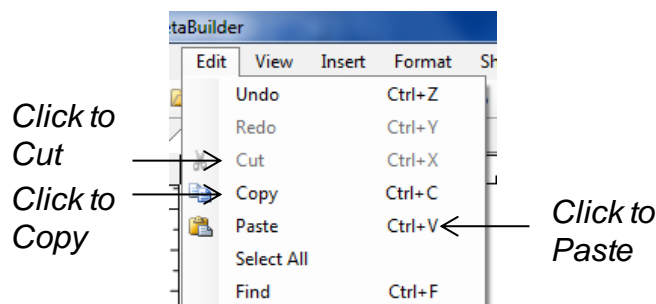 taBuilder
Edit View Insert Format Sh
Undo Ctrl+Z
Redo Ctrl+Y
Click to
Cut
Cut Ctrl+X
Click to
Copy
Copy Ctrl+C
Paste Ctrl+V
Click to
Paste
Select All
Find Ctrl+F